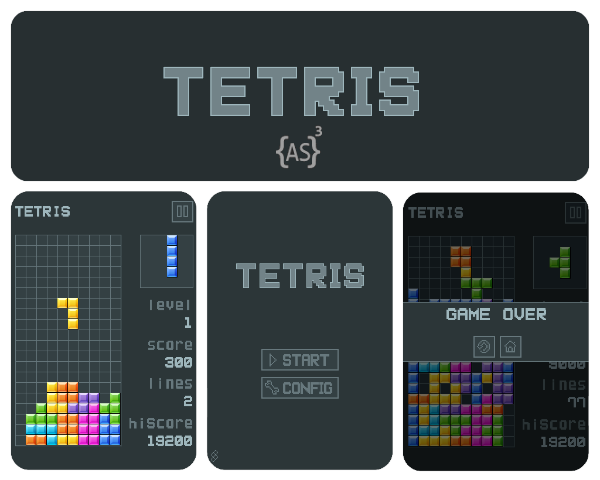 TETRIS
{AS}³
TETRIS
level
1
score
300
lines
2
hiScore
19200
TETRIS
START
CONFIG
TETRIS
GAME OVER
lines
77
hiScore
19200